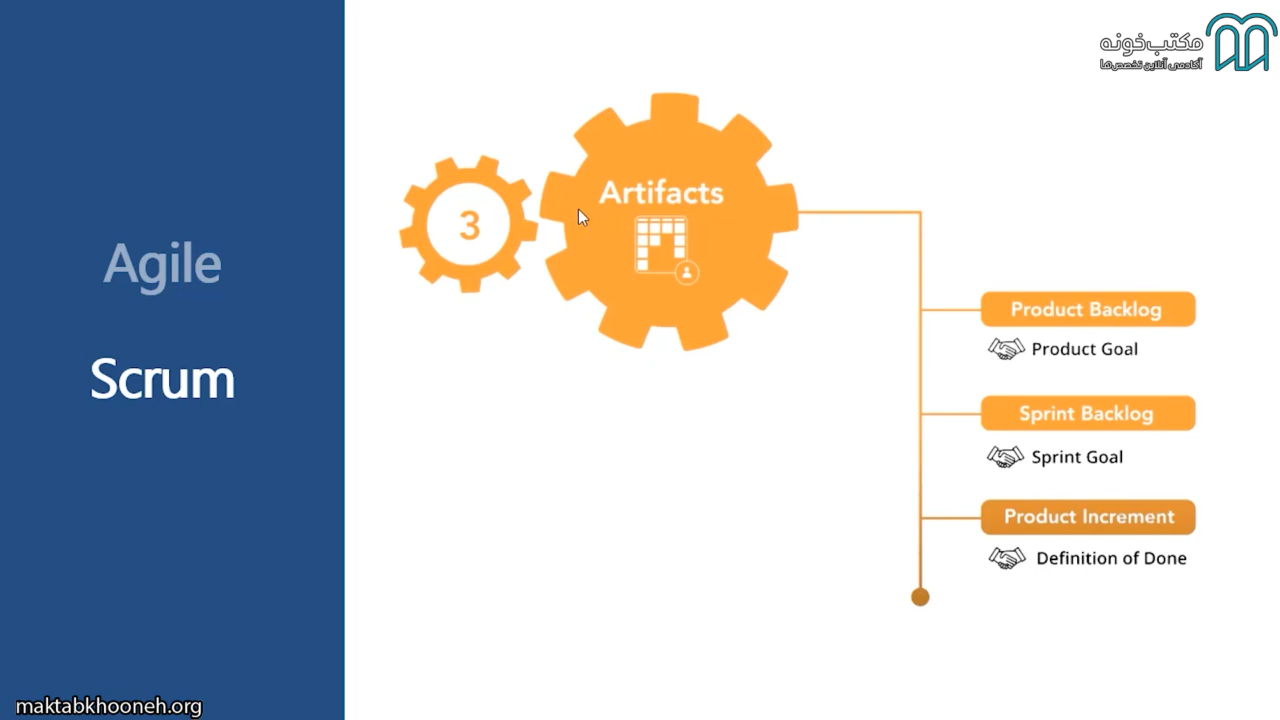 مکتب‌خونه
آکادمی آنلاین تخصص‌ها
Agile
Scrum
3
Artifacts
Product Backlog
Product Goal
Sprint Backlog
Sprint Goal
Product Increment
Definition of Done
maktabkhooneh.org